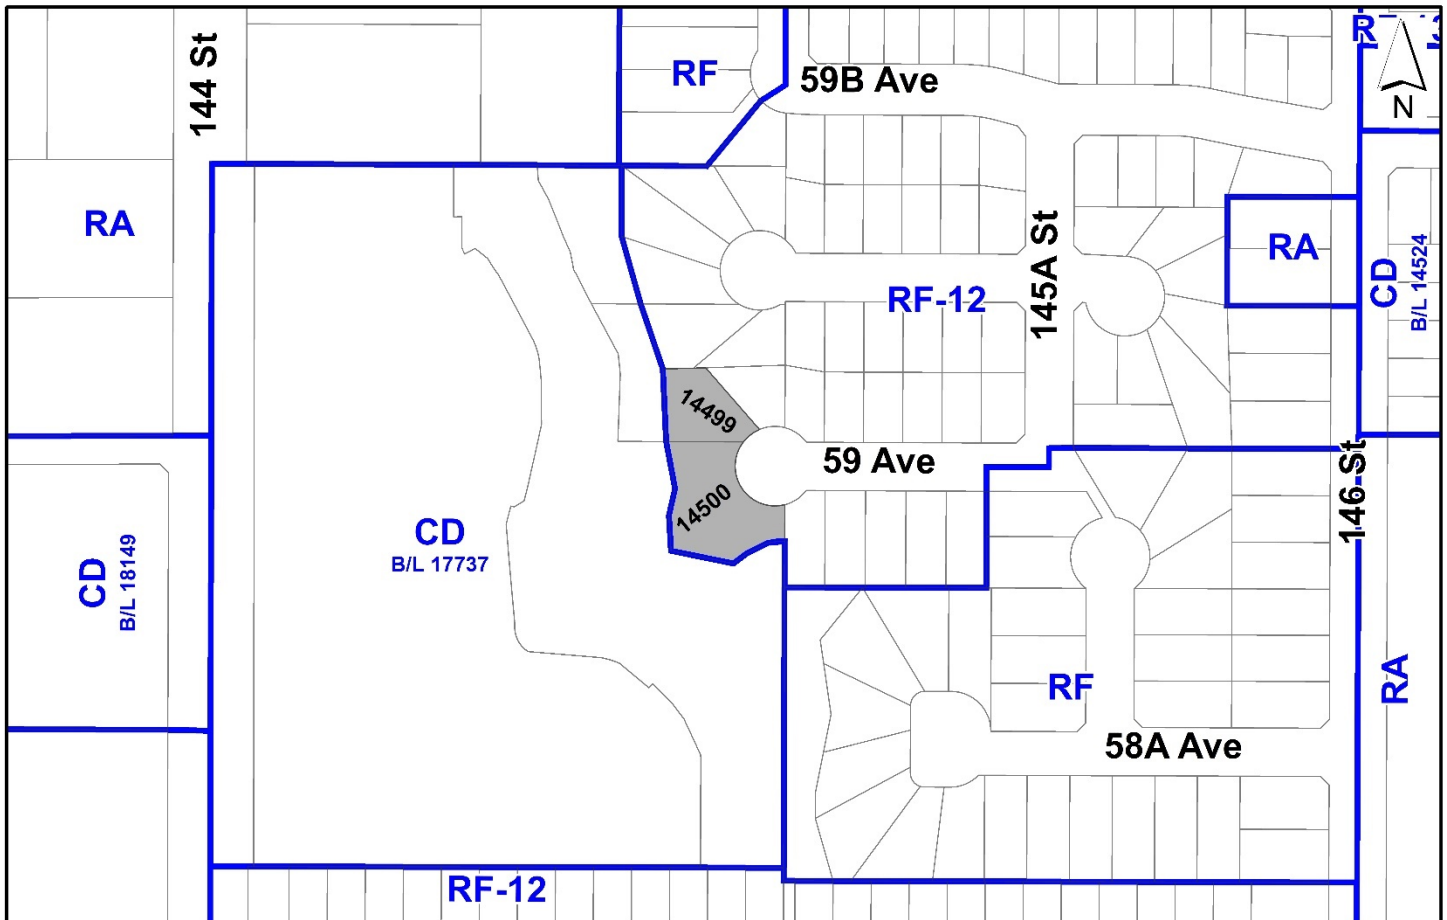 144 St
RF
59B Ave
N
RA
145A St
RA
CD
B/L 14524
RF-12
14499
59 Ave
146 St
14500
CD
B/L 17737
CD
B/L 18149
RF
RA
58A Ave
RF-12